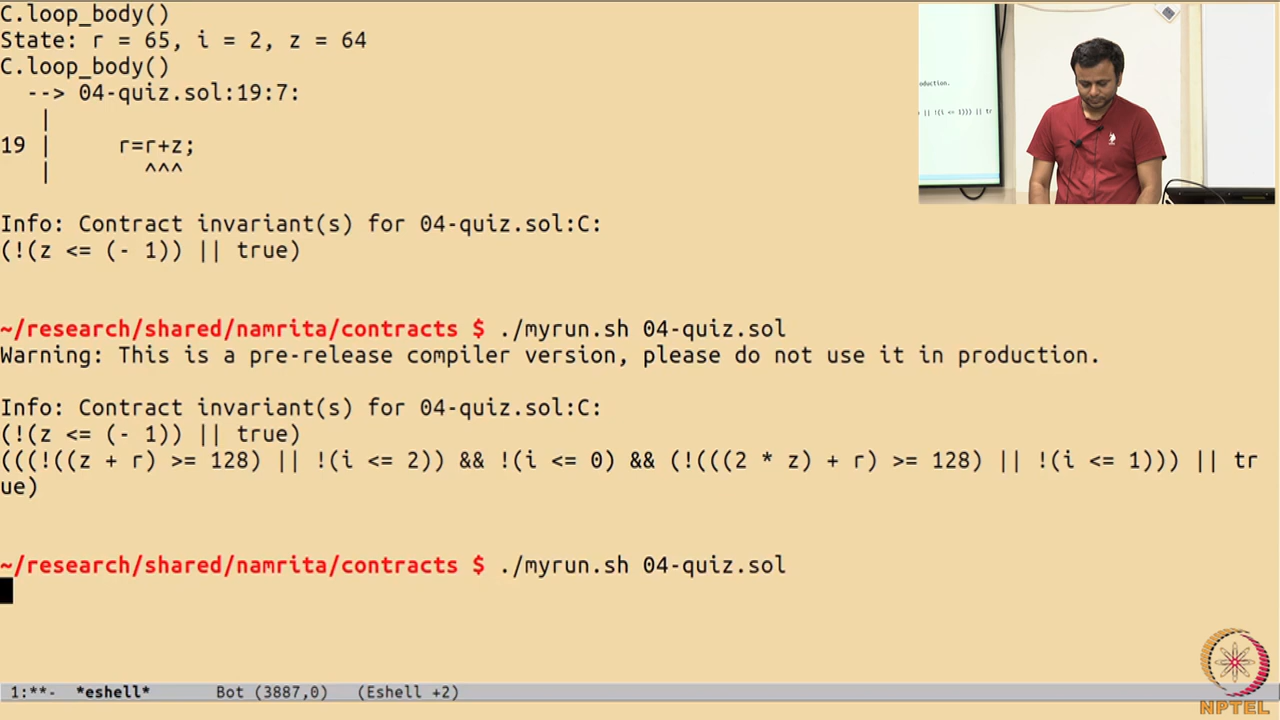 C.loop_body()
State: r = 65, i = 2, z = 64
C.loop_body()
--> 04-quiz.sol:19:7:
|
19 | r=r+z;
| ^^^
Info: Contract invariant(s) for 04-quiz.sol:C:
(!(z <= (- 1)) || true)
~/research/shared/namrita/contracts $ ./myrun.sh 04-quiz.sol
Warning: This is a pre-release compiler version, please do not use it in production.
Info: Contract invariant(s) for 04-quiz.sol:C:
(!(z <= (- 1)) || true)
(((!((z + r) >= 128) || !(i <= 2)) && !(i <= 0) && (!(((2 * z) + r) >= 128) || !(i <= 1))) || tr
ue)
~/research/shared/namrita/contracts $ ./myrun.sh 04-quiz.sol
1:**- *eshell* Bot (3887,0) (Eshell +2)
oduction.
|| !(i <= 1))) || tr
NPTEL